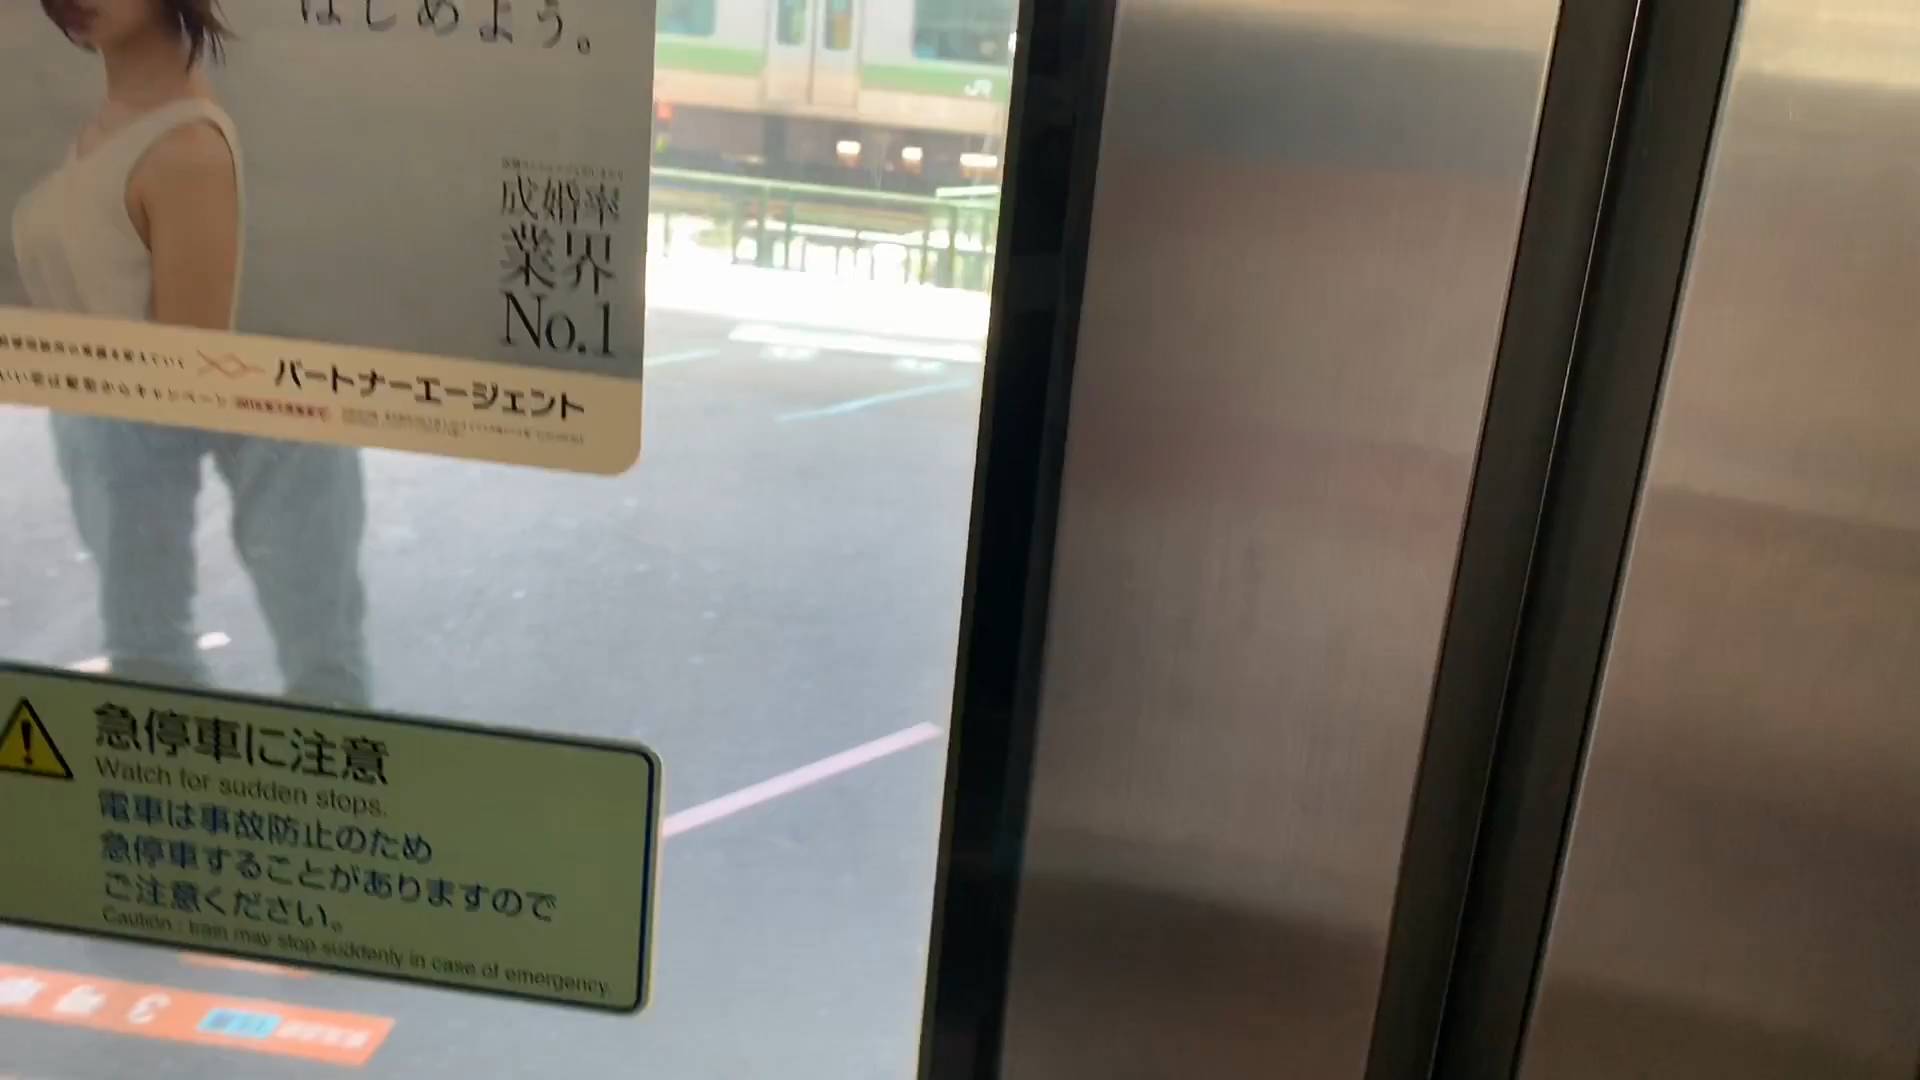 はじめよう。
JR
成婚率
業界
No.1
パートナーエージェント
急停車に注意
Watch for sudden stops.
電車は事故防止のため
急停車することがありますので
ご注意ください。
Caution : train may stop suddenly in case of emergency.
3